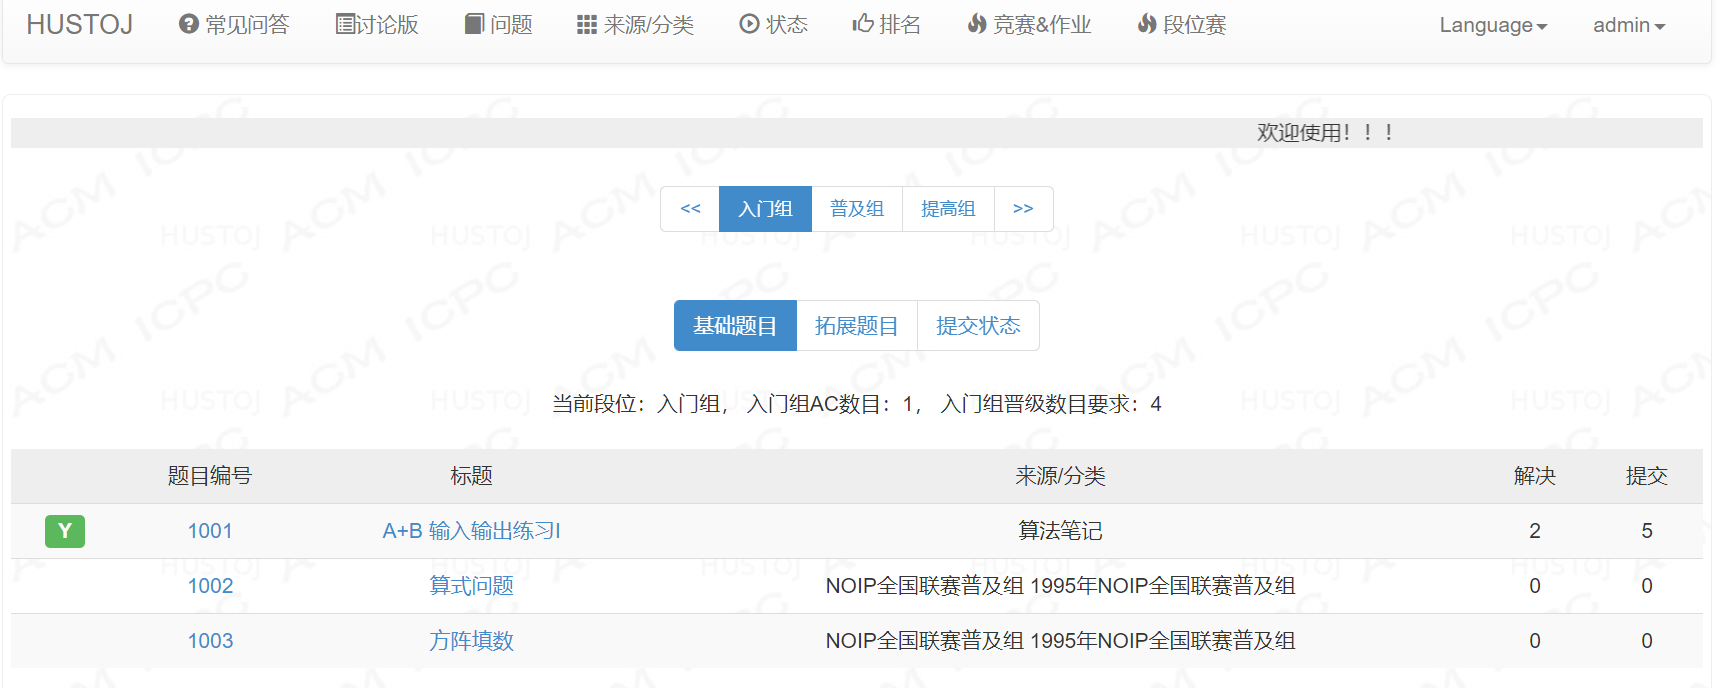 HUSTOJ 常见问答 讨论版 问题 来源/分类 状态 排名 竞赛&作业 段位赛 Language admin
欢迎使用！！！
<< 入门组 普及组 提高组 >>
基础题目 拓展题目 提交状态
当前段位：入门组， 入门组AC数目：1， 入门组晋级数目要求：4
题目编号 标题 来源/分类 解决 提交
Y 1001 A+B 输入输出练习I 算法笔记 2 5
1002 算式问题 NOIP全国联赛普及组 1995年NOIP全国联赛普及组 0 0
1003 方阵填数 NOIP全国联赛普及组 1995年NOIP全国联赛普及组 0 0
ACM ICPC HUSTOJ